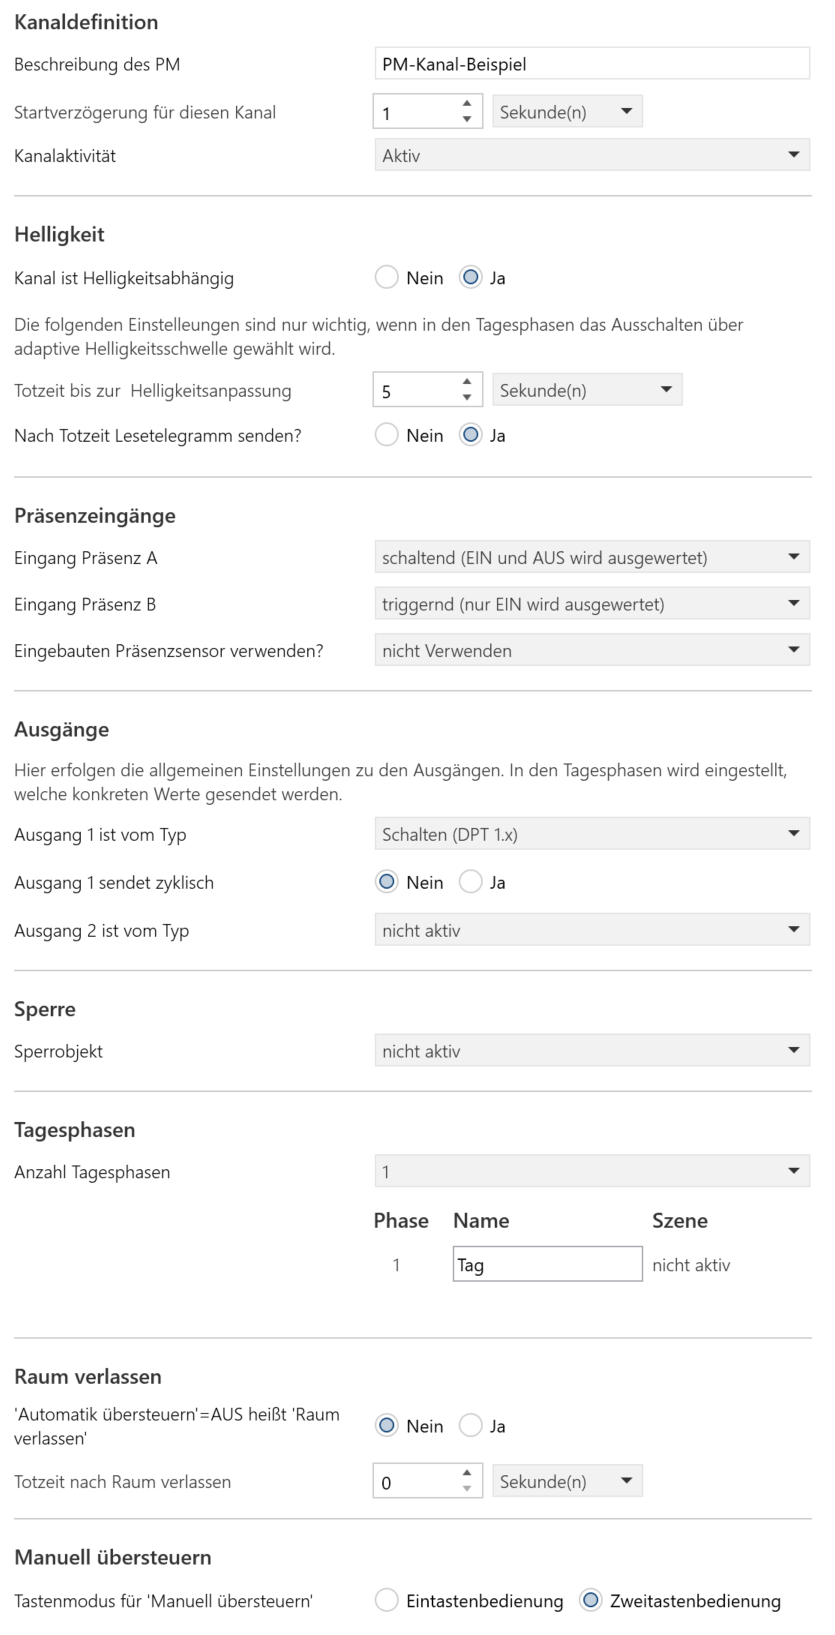 Kanaldefinition
Beschreibung des PM PM-Kanal-Beispiel
Startverzögerung für diesen Kanal 1 Sekunde(n)
Kanalaktivität Aktiv
Helligkeit
Kanal ist Helligkeitsabhängig Nein Ja
Die folgenden Einstelleungen sind nur wichtig, wenn in den Tagesphasen das Ausschalten über
adaptive Helligkeitsschwelle gewählt wird.
Totzeit bis zur Helligkeitsanpassung 5 Sekunde(n)
Nach Totzeit Lesetelegramm senden? Nein Ja
Präsenzeingänge
Eingang Präsenz A schaltend (EIN und AUS wird ausgewertet)
Eingang Präsenz B triggernd (nur EIN wird ausgewertet)
Eingebauten Präsenzsensor verwenden? nicht Verwenden
Ausgänge
Hier erfolgen die allgemeinen Einstellungen zu den Ausgängen. In den Tagesphasen wird eingestellt,
welche konkreten Werte gesendet werden.
Ausgang 1 ist vom Typ Schalten (DPT 1.x)
Ausgang 1 sendet zyklisch Nein Ja
Ausgang 2 ist vom Typ nicht aktiv
Sperre
Sperrobjekt nicht aktiv
Tagesphasen
Anzahl Tagesphasen 1
Phase Name Szene
1 Tag nicht aktiv
Raum verlassen
'Automatik übersteuern'=AUS heißt 'Raum
verlassen' Nein Ja
Totzeit nach Raum verlassen 0 Sekunde(n)
Manuell übersteuern
Tastenmodus für 'Manuell übersteuern' Eintastenbedienung Zweitastenbedienung